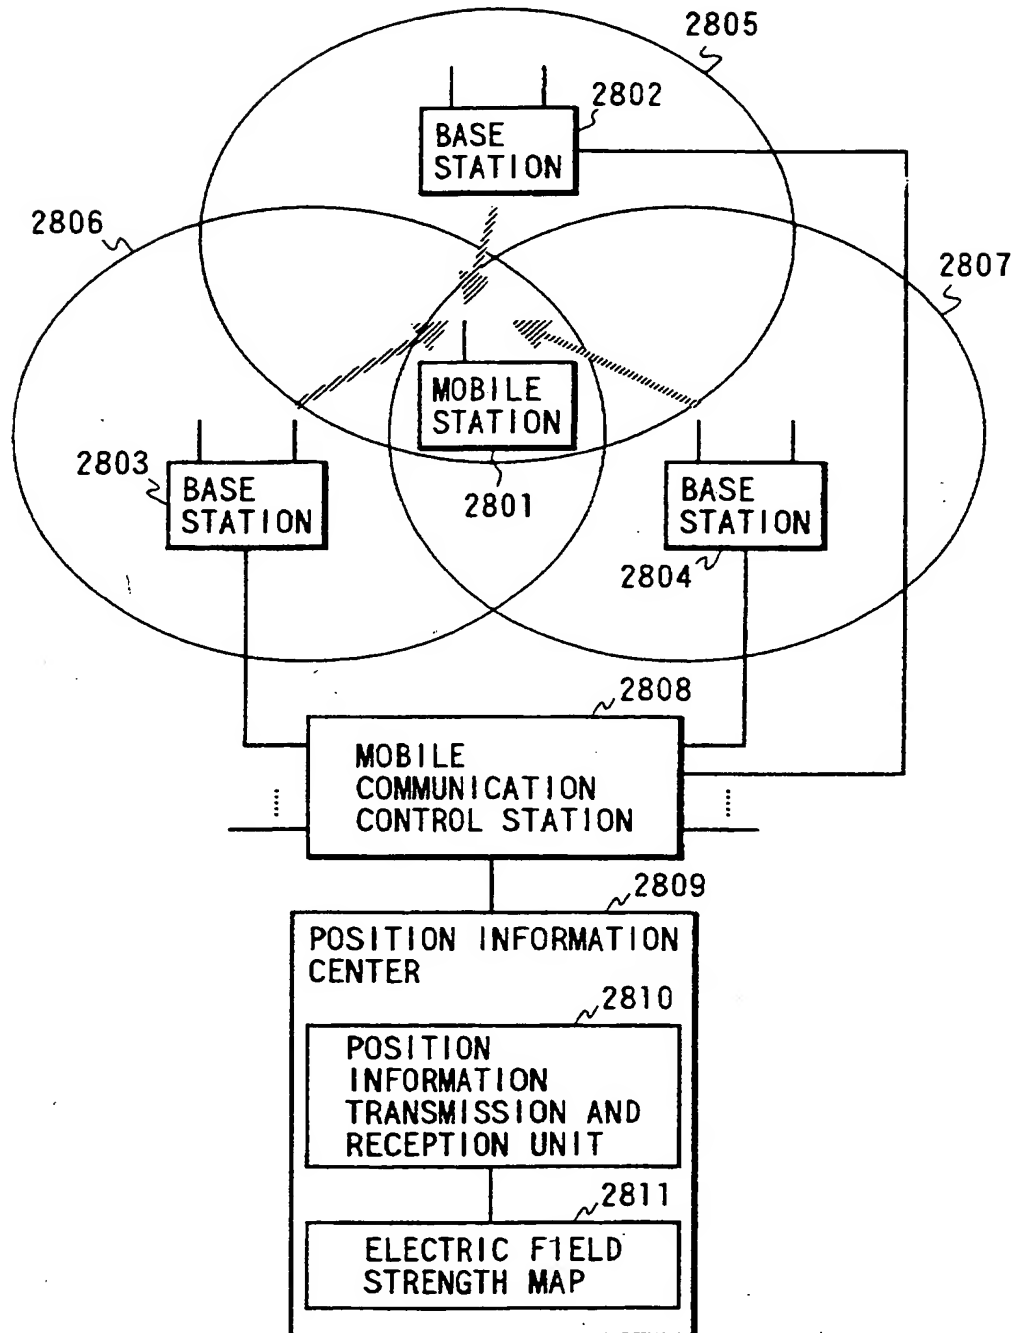 2805
2802
BASE
STATION
2806
2807
MOBILE
STATION
2803
2801
BASE
STATION
BASE
STATION
2804
2808
MOBILE
COMMUNICATION
CONTROL STATION
2809
POSITION INFORMATION
CENTER
2810
POSITION
INFORMATION
TRANSMISSION AND
RECEPTION UNIT
2811
ELECTRIC FIELD
STRENGTH MAP